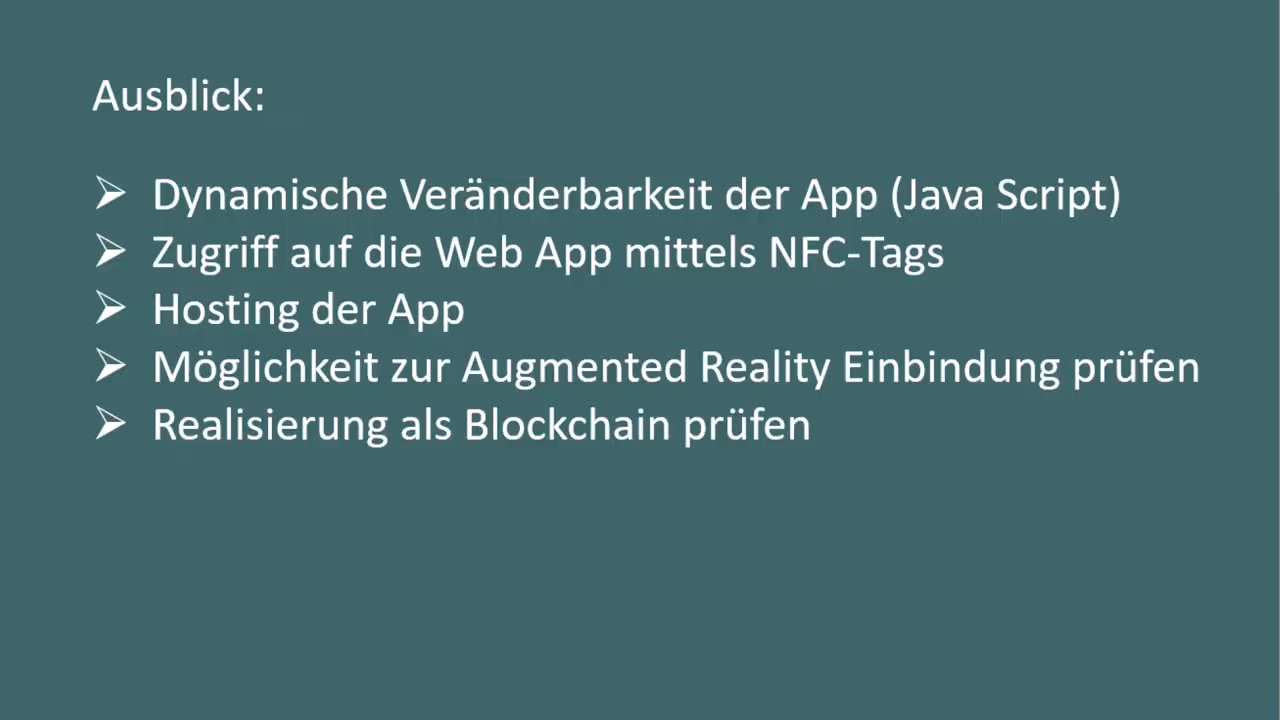 Ausblick:
➢ Dynamische Veränderbarkeit der App (Java Script)
➢ Zugriff auf die Web App mittels NFC-Tags
➢ Hosting der App
➢ Möglichkeit zur Augmented Reality Einbindung prüfen
➢ Realisierung als Blockchain prüfen